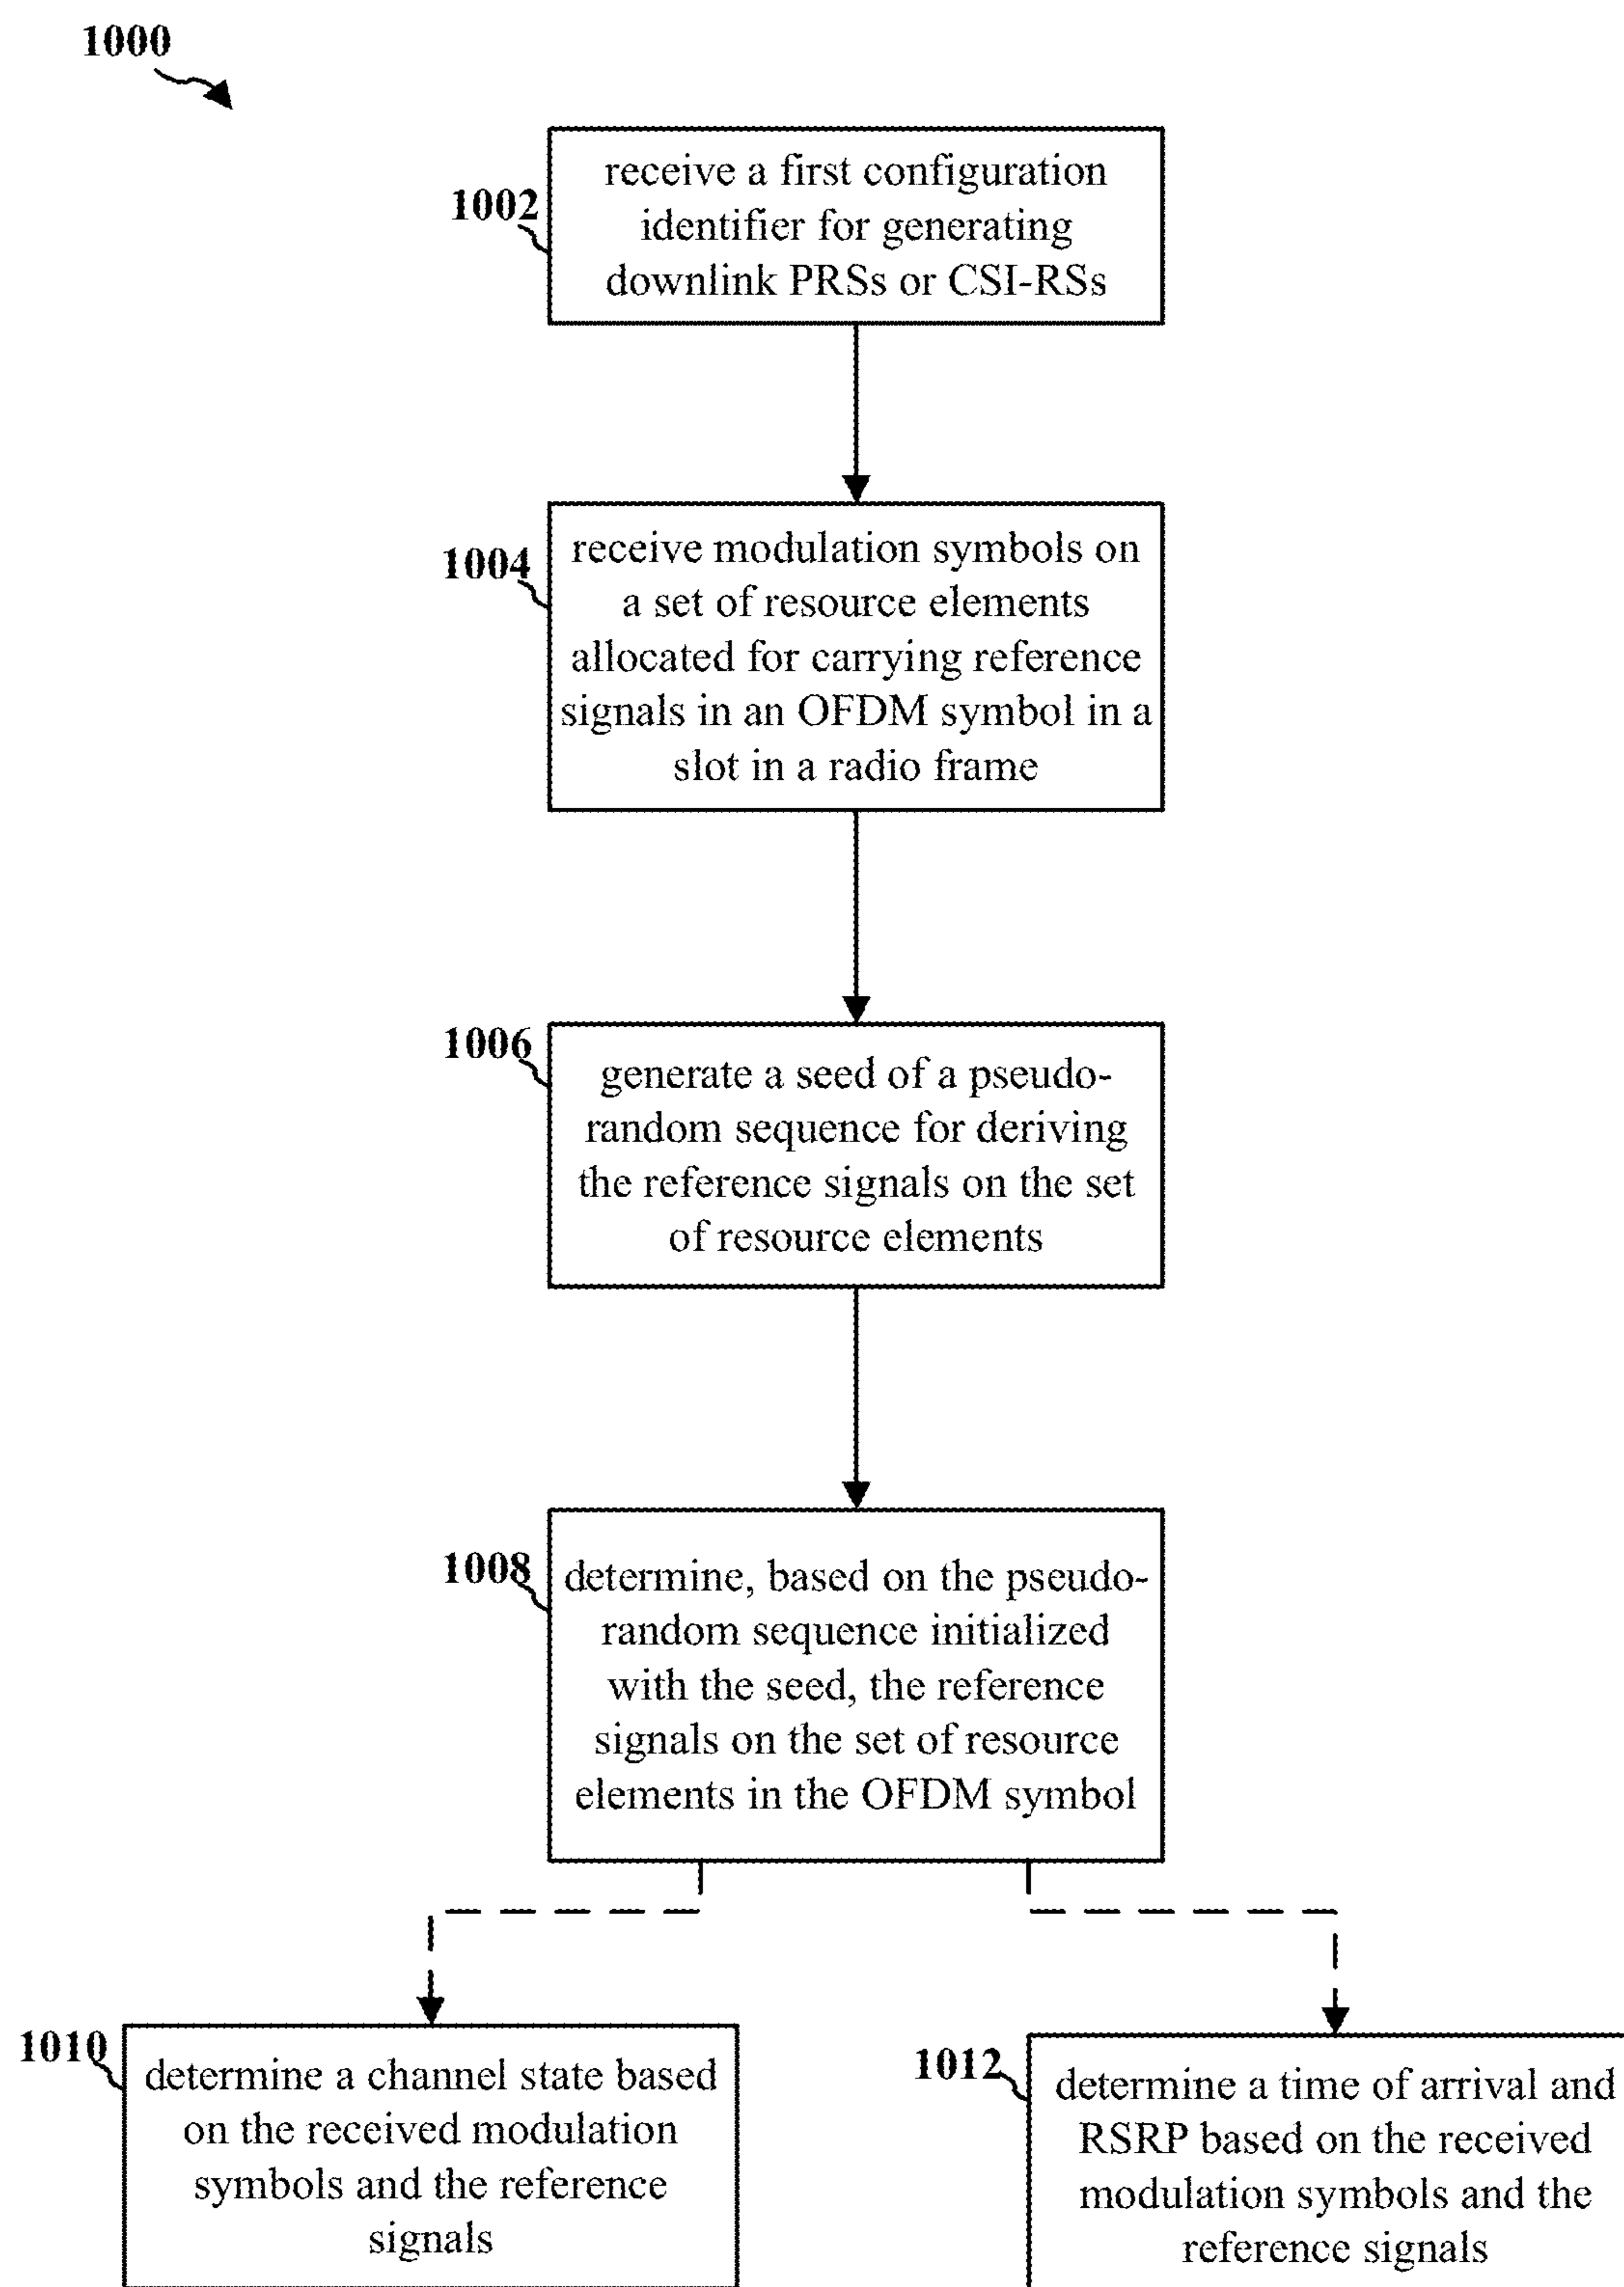 1000
1002
receive a first configuration
identifier for generating
downlink PRSs or CSI-RSs
1004
receive modulation symbols on
a set of resource elements
allocated for carrying reference
signals in an OFDM symbol in a
slot in a radio frame
1006
generate a seed of a pseudo-
random sequence for deriving
the reference signals on the set
of resource elements
1008
determine, based on the pseudo-
random sequence initialized
with the seed, the reference
signals on the set of resource
elements in the OFDM symbol
1010
determine a channel state based
on the received modulation
symbols and the reference
signals
1012
determine a time of arrival and
RSRP based on the received
modulation symbols and the
reference signals